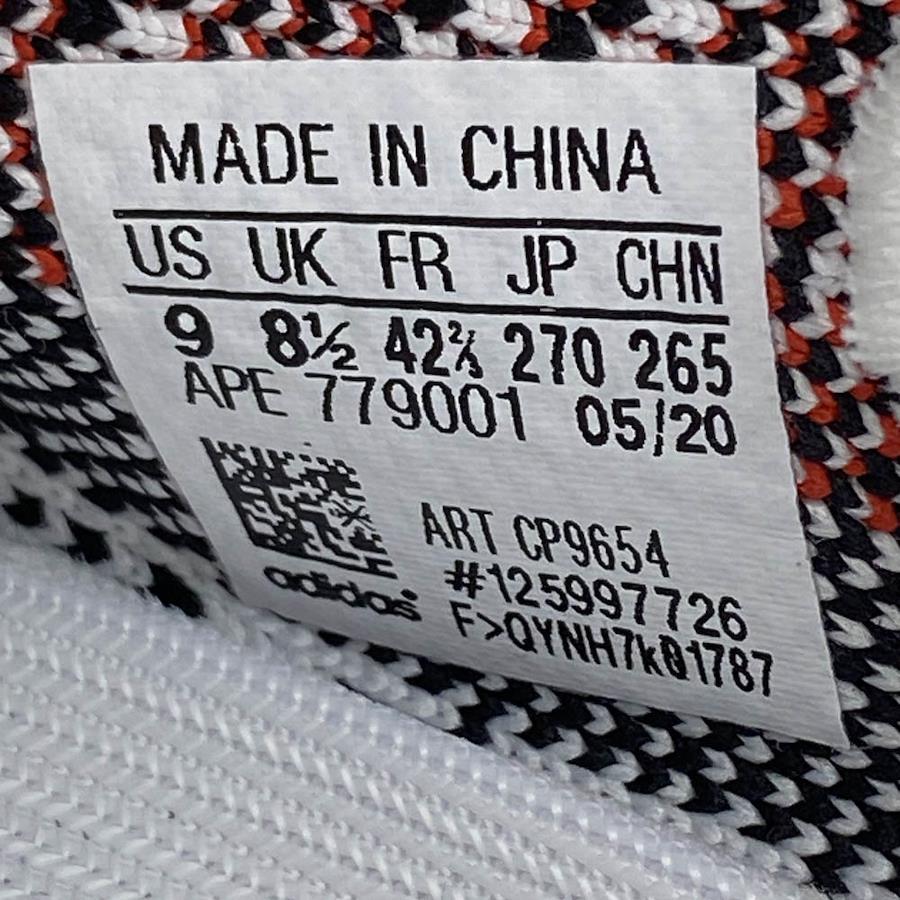 MADE IN CHINA
US UK FR JP CHN
9 8½ 42⅔ 270 265
APE 779001 05/20
ART CP9654
#125997726
adidas
F>QYNH7k01787